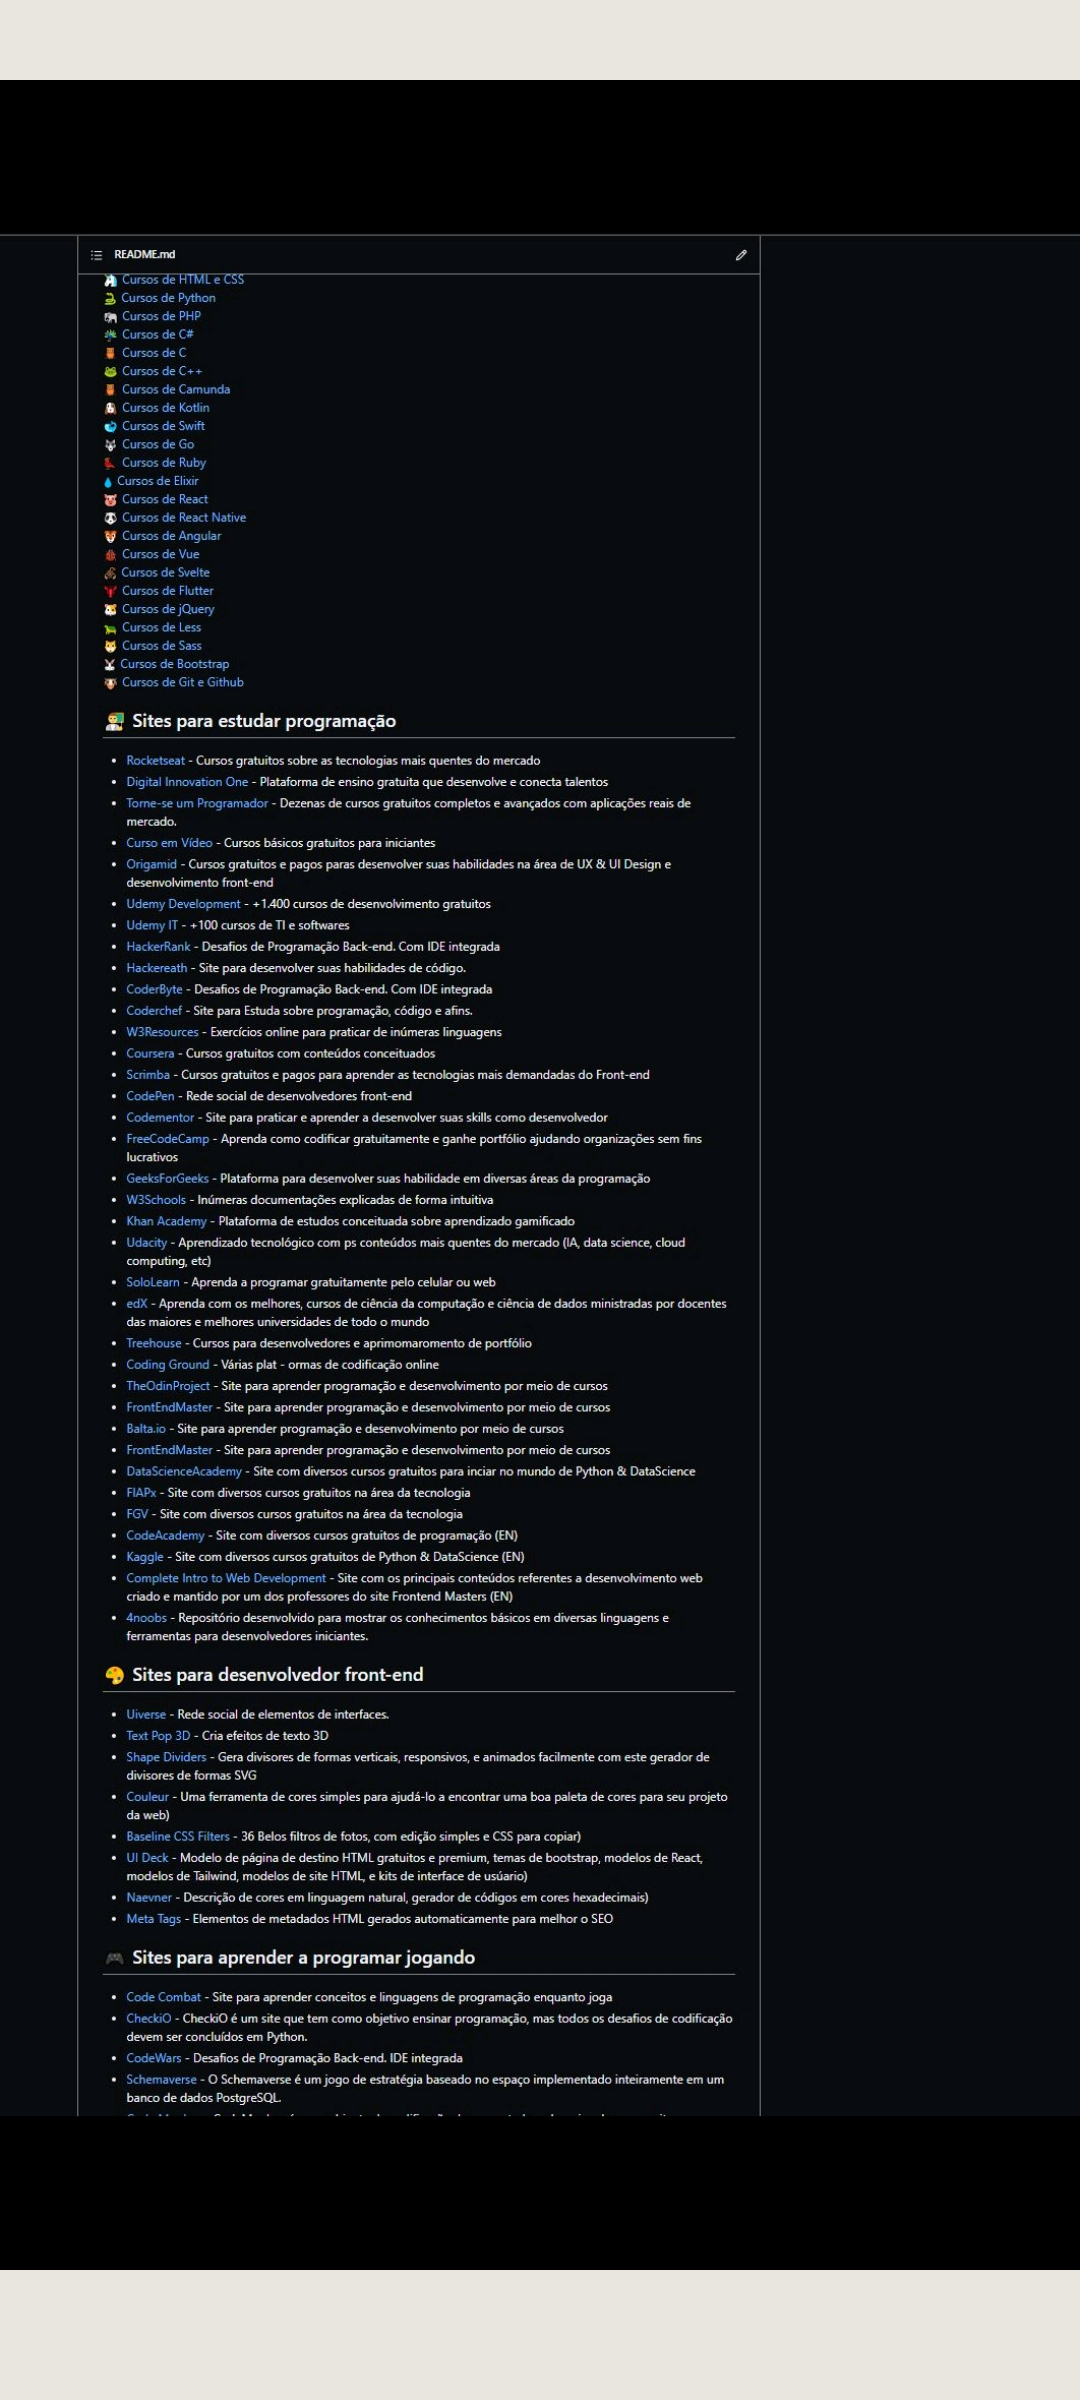 README.md
Cursos de HTML e CSS
Cursos de Python
Cursos de PHP
Cursos de C#
Cursos de C
Cursos de C++
Cursos de Camunda
Cursos de Kotlin
Cursos de Swift
Cursos de Go
Cursos de Ruby
Cursos de Elixir
Cursos de React
Cursos de React Native
Cursos de Angular
Cursos de Vue
Cursos de Svelte
Cursos de Flutter
Cursos de jQuery
Cursos de Less
Cursos de Sass
Cursos de Bootstrap
Cursos de Git e Github
Sites para estudar programação
Rocketseat - Cursos gratuitos sobre as tecnologias mais quentes do mercado
Digital Innovation One - Plataforma de ensino gratuita que desenvolve e conecta talentos
Torne-se um Programador - Dezenas de cursos gratuitos completos e avançados com aplicações reais de
mercado.
Curso em Vídeo - Cursos básicos gratuitos para iniciantes
Origamid - Cursos gratuitos e pagos paras desenvolver suas habilidades na área de UX & UI Design e
desenvolvimento front-end
Udemy Development - +1.400 cursos de desenvolvimento gratuitos
Udemy IT - +100 cursos de TI e softwares
HackerRank - Desafios de Programação Back-end. Com IDE integrada
Hackereath - Site para desenvolver suas habilidades de código.
CoderByte - Desafios de Programação Back-end. Com IDE integrada
Coderchef - Site para Estuda sobre programação, código e afins.
W3Resources - Exercícios online para praticar de inúmeras linguagens
Coursera - Cursos gratuitos com conteúdos conceituados
Scrimba - Cursos gratuitos e pagos para aprender as tecnologias mais demandadas do Front-end
CodePen - Rede social de desenvolvedores front-end
Codementor - Site para praticar e aprender a desenvolver suas skills como desenvolvedor
FreeCodeCamp - Aprenda como codificar gratuitamente e ganhe portfólio ajudando organizações sem fins
lucrativos
GeeksForGeeks - Plataforma para desenvolver suas habilidade em diversas áreas da programação
W3Schools - Inúmeras documentações explicadas de forma intuitiva
Khan Academy - Plataforma de estudos conceituada sobre aprendizado gamificado
Udacity - Aprendizado tecnológico com ps conteúdos mais quentes do mercado (IA, data science, cloud
computing, etc)
SoloLearn - Aprenda a programar gratuitamente pelo celular ou web
edX - Aprenda com os melhores, cursos de ciência da computação e ciência de dados ministradas por docentes
das maiores e melhores universidades de todo o mundo
Treehouse - Cursos para desenvolvedores e aprimomaromento de portfólio
Coding Ground - Várias plat - ormas de codificação online
TheOdinProject - Site para aprender programação e desenvolvimento por meio de cursos
FrontEndMaster - Site para aprender programação e desenvolvimento por meio de cursos
Balta.io - Site para aprender programação e desenvolvimento por meio de cursos
FrontEndMaster - Site para aprender programação e desenvolvimento por meio de cursos
DataScienceAcademy - Site com diversos cursos gratuitos para inciar no mundo de Python & DataScience
FIAPx - Site com diversos cursos gratuitos na área da tecnologia
FGV - Site com diversos cursos gratuitos na área da tecnologia
CodeAcademy - Site com diversos cursos gratuitos de programação (EN)
Kaggle - Site com diversos cursos gratuitos de Python & DataScience (EN)
Complete Intro to Web Development - Site com os principais conteúdos referentes a desenvolvimento web
criado e mantido por um dos professores do site Frontend Masters (EN)
4noobs - Repositório desenvolvido para mostrar os conhecimentos básicos em diversas linguagens e
ferramentas para desenvolvedores iniciantes.
Sites para desenvolvedor front-end
Uiverse - Rede social de elementos de interfaces.
Text Pop 3D - Cria efeitos de texto 3D
Shape Dividers - Gera divisores de formas verticais, responsivos, e animados facilmente com este gerador de
divisores de formas SVG
Couleur - Uma ferramenta de cores simples para ajudá-lo a encontrar uma boa paleta de cores para seu projeto
da web)
Baseline CSS Filters - 36 Belos filtros de fotos, com edição simples e CSS para copiar)
UI Deck - Modelo de página de destino HTML gratuitos e premium, temas de bootstrap, modelos de React,
modelos de Tailwind, modelos de site HTML, e kits de interface de usúario)
Naevner - Descrição de cores em linguagem natural, gerador de códigos em cores hexadecimais)
Meta Tags - Elementos de metadados HTML gerados automaticamente para melhor o SEO
Sites para aprender a programar jogando
Code Combat - Site para aprender conceitos e linguagens de programação enquanto joga
CheckiO - CheckiO é um site que tem como objetivo ensinar programação, mas todos os desafios de codificação
devem ser concluídos em Python.
CodeWars - Desafios de Programação Back-end. IDE integrada
Schemaverse - O Schemaverse é um jogo de estratégia baseado no espaço implementado inteiramente em um
banco de dados PostgreSQL.